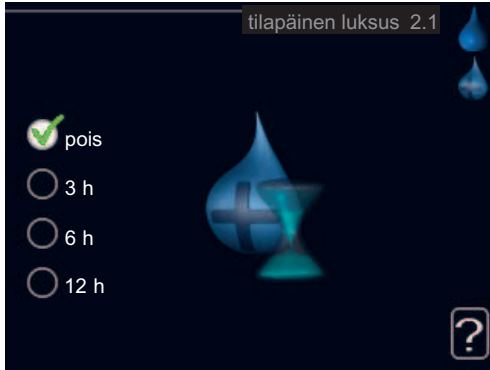 tilapäinen luksus 2.1
pois
3 h
6 h
12 h
?